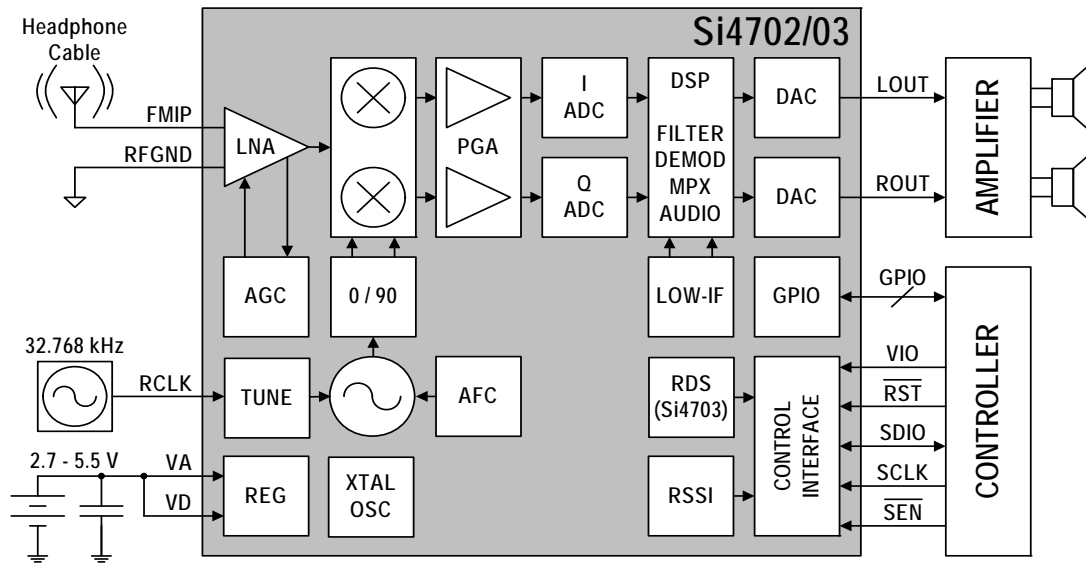 Headphone
Cable
Si4702/03
FMIP
RFGND
LNA
PGA
I
ADC
Q
ADC
DSP
FILTER
DEMOD
MPX
AUDIO
DAC
DAC
LOUT
ROUT
AMPLIFIER
AGC
0 / 90
LOW-IF
GPIO
GPIO
32.768 kHz
RCLK
TUNE
AFC
RDS
(Si4703)
CONTROL
INTERFACE
VIO
RST
SDIO
SCLK
SEN
CONTROLLER
2.7 - 5.5 V
VA
VD
REG
XTAL
OSC
RSSI